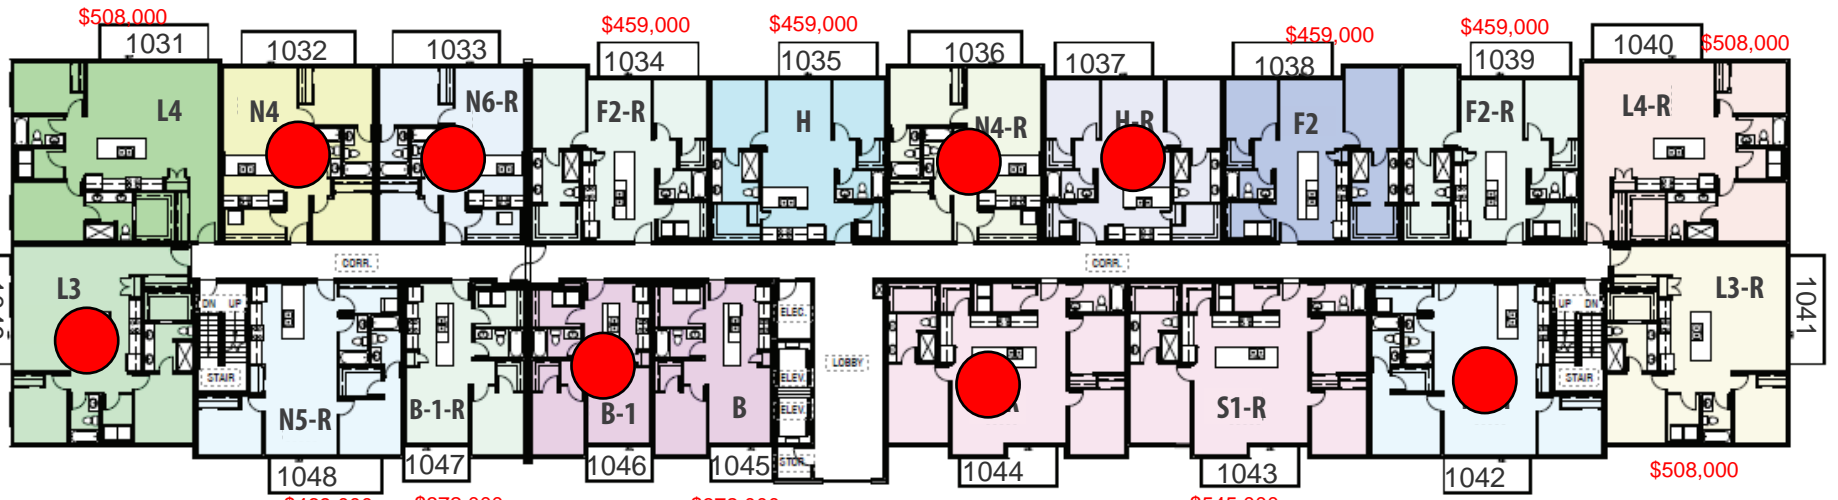 $508,000
$459,000
$459,000
$459,000
$459,000
$508,000
1031
1032
1033
1034
1035
1036
1037
1038
1039
1040
L4
N4
N6-R
F2-R
H
N4-R
H-R
F2
F2-R
L4-R
CORR.
CORR.
L3
DN UP
N5-R
STAIR
B-1-R
B-1
B
ELEC.
ELEV.
ELEV.
STOR.
LOBBY
S1-R
UP DN
STAIR
L3-R
1041
1048
1047
1046
1045
1044
1043
1042
$508,000